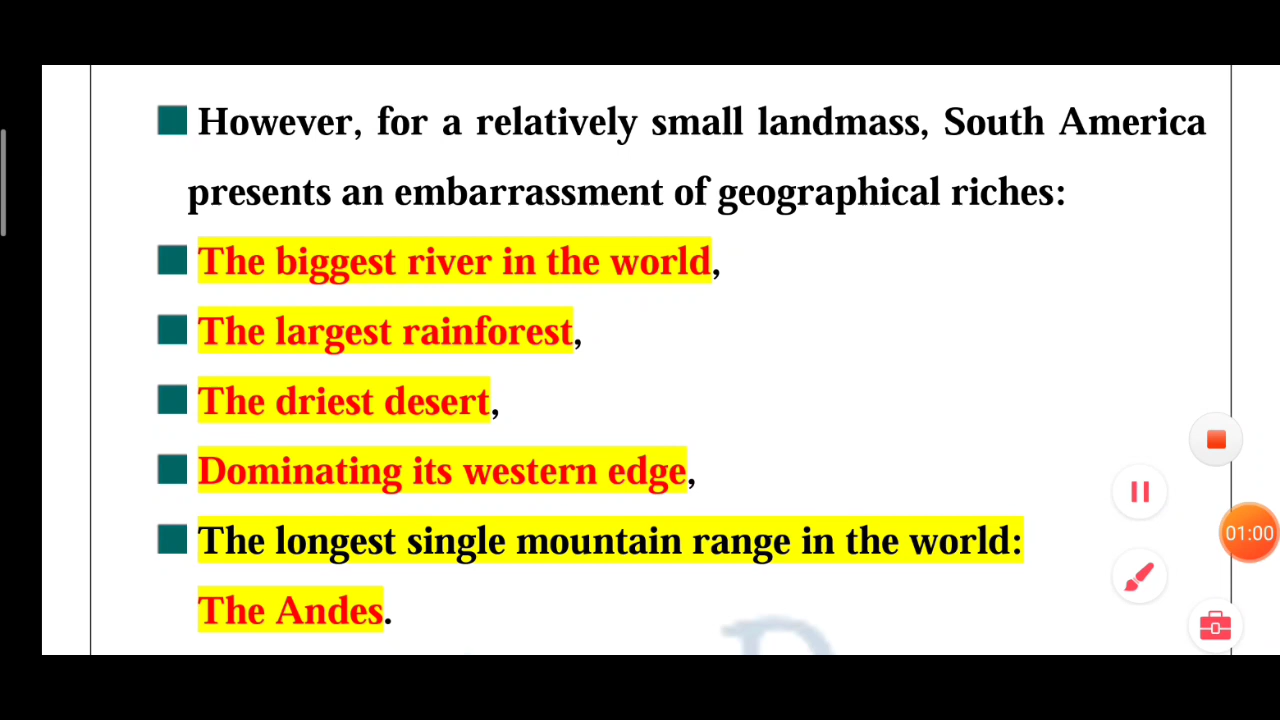 However, for a relatively small landmass, South America
presents an embarrassment of geographical riches:
The biggest river in the world,
The largest rainforest,
The driest desert,
Dominating its western edge,
The longest single mountain range in the world:
The Andes.
01:00